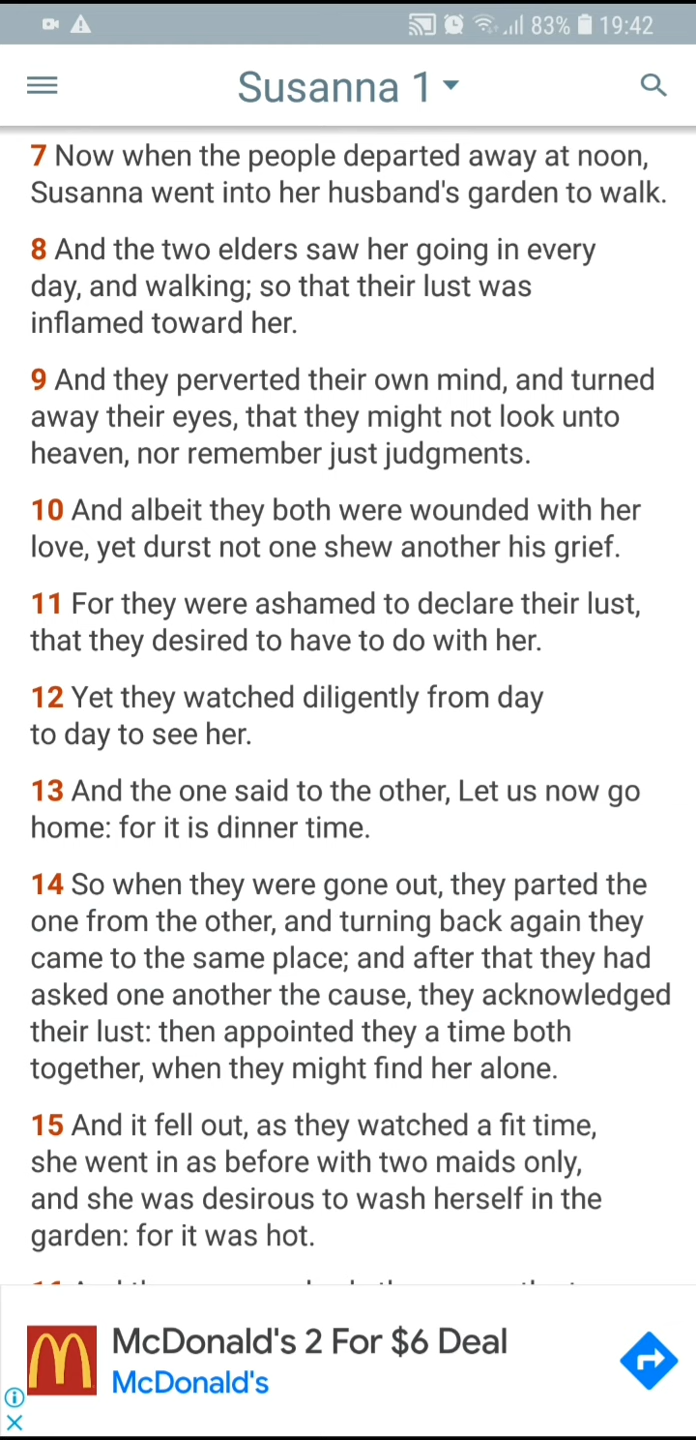 83% 19:42
Susanna 1
7 Now when the people departed away at noon,
Susanna went into her husband's garden to walk.
8 And the two elders saw her going in every
day, and walking; so that their lust was
inflamed toward her.
9 And they perverted their own mind, and turned
away their eyes, that they might not look unto
heaven, nor remember just judgments.
10 And albeit they both were wounded with her
love, yet durst not one shew another his grief.
11 For they were ashamed to declare their lust,
that they desired to have to do with her.
12 Yet they watched diligently from day
to day to see her.
13 And the one said to the other, Let us now go
home: for it is dinner time.
14 So when they were gone out, they parted the
one from the other, and turning back again they
came to the same place; and after that they had
asked one another the cause, they acknowledged
their lust: then appointed they a time both
together, when they might find her alone.
15 And it fell out, as they watched a fit time,
she went in as before with two maids only,
and she was desirous to wash herself in the
garden: for it was hot.
McDonald's 2 For $6 Deal
McDonald's